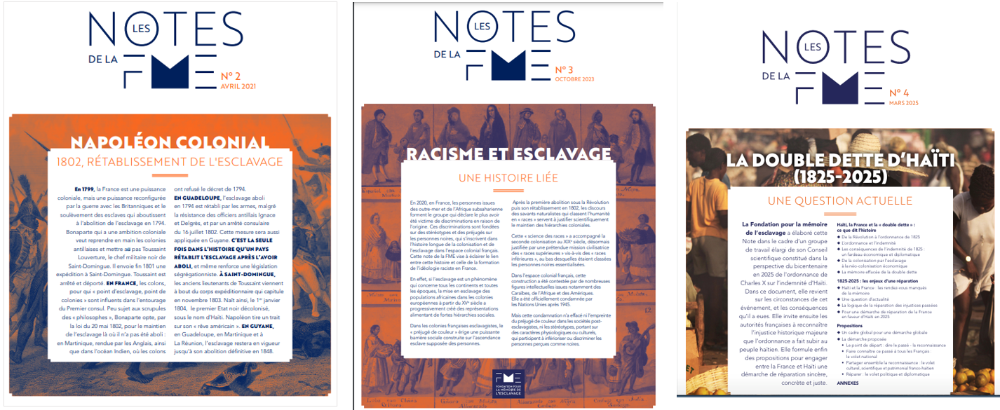 LES
NOTES
DE LA
FME
N° 2
AVRIL 2021
NAPOLÉON COLONIAL
1802, RÉTABLISSEMENT DE L'ESCLAVAGE
En 1799, la France est une puissance
coloniale, mais une puissance reconfigurée
par la guerre avec les Britanniques et le
soulèvement des esclaves qui aboutissent
à l'abolition de l'esclavage en 1794.
Bonaparte qui a une ambition coloniale
veut reprendre en main les colonies
antillaises et mettre au pas Toussaint
Louverture, le chef militaire noir de
Saint-Domingue. Il envoie fin 1801 une
expédition à Saint-Domingue. Toussaint est
arrêté et déporté. EN FRANCE, les colons,
pour qui « point d'esclavage, point de
colonies » sont influents dans l'entourage
du Premier consul. Peu sujet aux scrupules
des « philosophes », Bonaparte opte, par
la loi du 20 mai 1802, pour le maintien
de l'esclavage là où il n'a pas été aboli :
en Martinique, rendue par les Anglais, ainsi
que dans l'océan Indien, où les colons
ont refusé le décret de 1794.
EN GUADELOUPE, l'esclavage aboli
en 1794 est rétabli par les armes, malgré
la résistance des officiers antillais Ignace
et Delgrès, et par un arrêté consulaire
du 16 juillet 1802. Cette mesure sera aussi
appliquée en Guyane. C'EST LA SEULE
FOIS DANS L'HISTOIRE QU'UN PAYS
RÉTABLIT L'ESCLAVAGE APRÈS L'AVOIR
ABOLI, et même renforce une législation
ségrégationniste. À SAINT-DOMINGUE,
les anciens lieutenants de Toussaint viennent
à bout du corps expéditionnaire qui capitule
en novembre 1803. Naît ainsi, le 1er janvier
1804, le premier Etat noir décolonisé,
sous le nom d'Haïti. Napoléon tire un trait
sur son « rêve américain ». EN GUYANE,
en Guadeloupe, en Martinique et à
La Réunion, l'esclavage restera en vigueur
jusqu'à son abolition définitive en 1848.
LES
NOTES
DE LA
FME
N° 3
OCTOBRE 2023
RACISME ET ESCLAVAGE
UNE HISTOIRE LIÉE
En 2020, en France, les personnes issues
des outre-mer et de l'Afrique subsaharienne
forment le groupe qui déclare le plus avoir
été victime de discriminations en raison de
l'origine. Ces discriminations sont fondées
sur des stéréotypes et des préjugés sur
les personnes noires, qui s'inscrivent dans
l'histoire longue de la colonisation et de
l'esclavage dans l'espace colonial français.
Cette note de la FME vise à éclairer le lien
entre cette histoire et celle de la formation
de l'idéologie raciste en France.
En effet, si l'esclavage est un phénomène
qui concerne tous les continents et toutes
les époques, la mise en esclavage des
populations africaines dans les colonies
européennes à partir du XVe siècle a
progressivement créé des représentations
alimentant de fortes hiérarchies sociales.
Dans les colonies françaises esclavagistes, le
« préjugé de couleur » érige une puissante
barrière sociale construite sur l'ascendance
esclave supposée des personnes.
Après la première abolition sous la Révolution
puis son rétablissement en 1802, les discours
des savants naturalistes qui classent l'humanité
en « races » servent à justifier scientifiquement
le maintien des hiérarchies coloniales.
Cette « science des races » a accompagné la
seconde colonisation au XIXe siècle, désormais
justifiée par une prétendue mission civilisatrice
des « races supérieures » vis-à-vis des « races
inférieures », au bas desquelles étaient classées
les personnes noires essentialisées.
Dans l'espace colonial français, cette
construction a été contestée par de nombreuses
figures intellectuelles issues notamment des
Caraïbes, de l'Afrique et des Amériques.
Elle a été officiellement condamnée par
les Nations Unies après 1945.
Mais cette condamnation n'a effacé ni l'empreinte
du préjugé de couleur dans les sociétés post-
esclavagistes, ni les stéréotypes, portant sur
des caractères physiologiques ou culturels,
qui participent à inférioriser ou discriminer les
personnes perçues comme noires.
FME
FONDATION POUR
LA MÉMOIRE DE
L'ESCLAVAGE
LES
NOTES
DE LA
FME
N° 4
MARS 2025
LA DOUBLE DETTE D'HAÏTI
(1825-2025)
UNE QUESTION ACTUELLE
La Fondation pour la mémoire
de l'esclavage a élaboré cette
Note dans le cadre d'un groupe
de travail élargi de son Conseil
scientifique constitué dans la
perspective du bicentenaire
en 2025 de l'ordonnance de
Charles X sur l'indemnité d'Haïti.
Dans ce document, elle revient
sur les circonstances de cet
événement, et les conséquences
qu'il a eues. Elle invite ensuite les
autorités françaises à reconnaître
l'injustice historique majeure
que l'ordonnance a fait subir au
peuple haïtien. Elle formule enfin
des propositions pour engager
entre la France et Haïti une
démarche de réparation sincère,
concrète et juste.
Haïti, la France et la « double dette » :
ce que dit l'histoire
◆ De la Révolution à l'ordonnance de 1825
◆ L'ordonnance et l'indemnité
◆ Les conséquences de l'indemnité de 1825
un fardeau économique et diplomatique
◆ De la colonisation par l'esclavage
à la néo-colonisation économique
◆ La mémoire effacée de la double dette
1825-2025 : les enjeux d'une réparation
◆ Haïti et la France : les rendez-vous manqués
de la mémoire
◆ Une question d'actualité
◆ La logique de la réparation des injustices passées
◆ Pour une démarche de réparation de la France
en faveur d'Haïti en 2025
Propositions
◆ Un cadre global pour une démarche globale
◆ La démarche proposée
• Le point de départ : dire le passé - la reconnaissance
• Faire connaître ce passé à tous les Français :
le volet national
• Partager ensemble la reconnaissance : le volet
culturel, scientifique et patrimonial franco-haïtien
• Réparer : le volet politique et diplomatique
ANNEXES